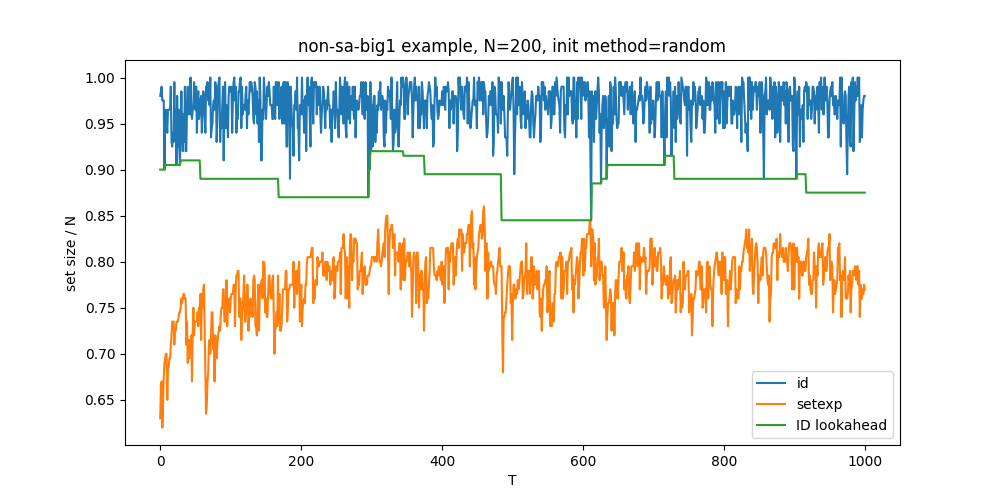 non-sa-big1 example, N=200, init method=random
set size / N
1.00
0.95
0.90
0.85
0.80
0.75
0.70
0.65
0
200
400
600
800
1000
T
id
setexp
ID lookahead